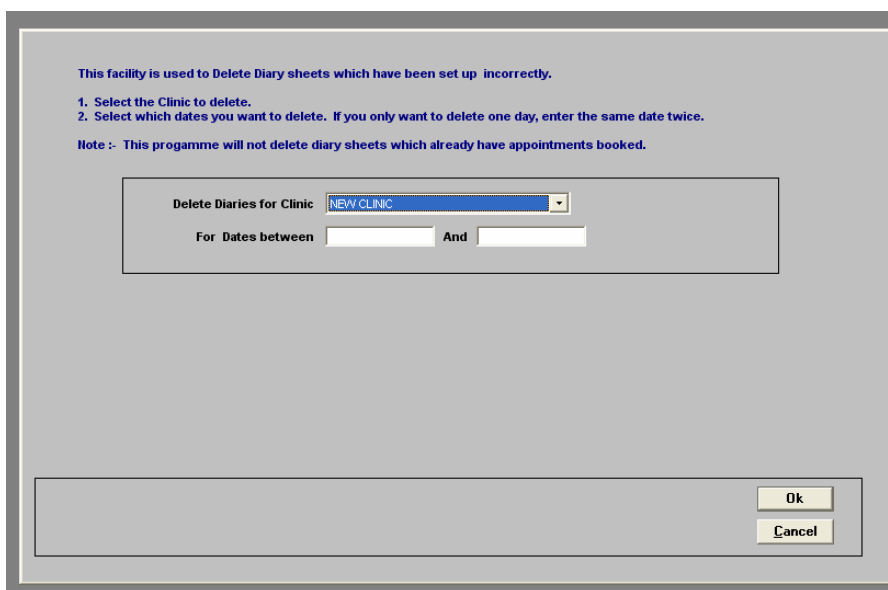 This facility is used to Delete Diary sheets which have been set up incorrectly.
1. Select the Clinic to delete.
2. Select which dates you want to delete. If you only want to delete one day, enter the same date twice.
Note :- This progamme will not delete diary sheets which already have appointments booked.
Delete Diaries for Clinic NEW CLINIC
For Dates between And
Ok
Cancel